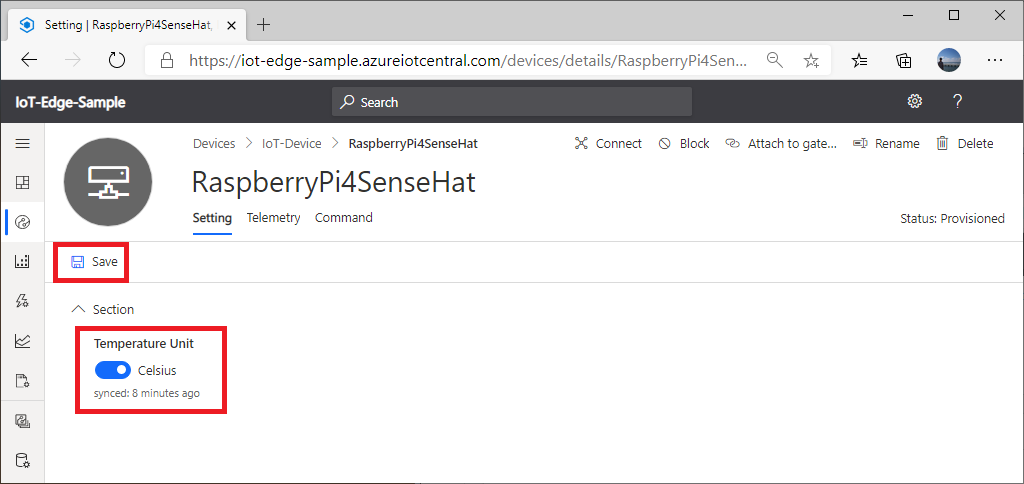 Setting | RaspberryPi4SenseHat,
https://iot-edge-sample.azureiotcentral.com/devices/details/RaspberryPi4Sen...
IoT-Edge-Sample
Search
?
Devices > IoT-Device > RaspberryPi4SenseHat
Connect Block Attach to gate... Rename Delete
RaspberryPi4SenseHat
Setting Telemetry Command
Status: Provisioned
Save
Section
Temperature Unit
Celsius
synced: 8 minutes ago